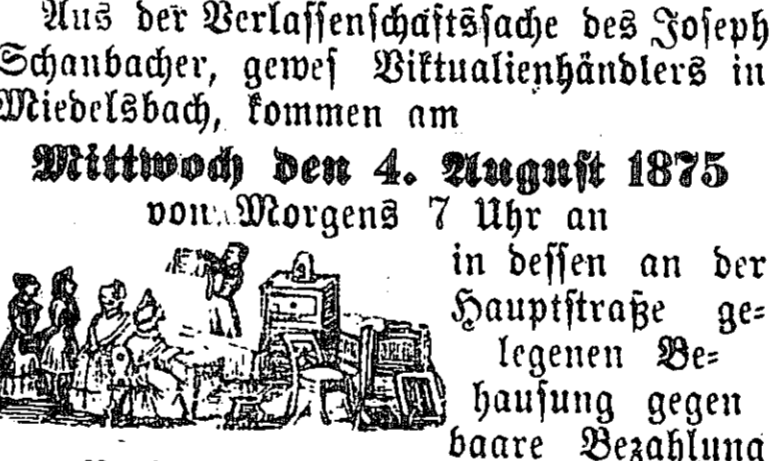 Aus der Verlassenschaftssache des Joseph
Schanbacher, gewes Viktualienhändlers in
Miedelsbach, kommen am
Mittwoch den 4. August 1875
von Morgens 7 Uhr an
in dessen an der
Hauptstraße ge=
legenen Be=
hausung gegen
baare Bezahlung